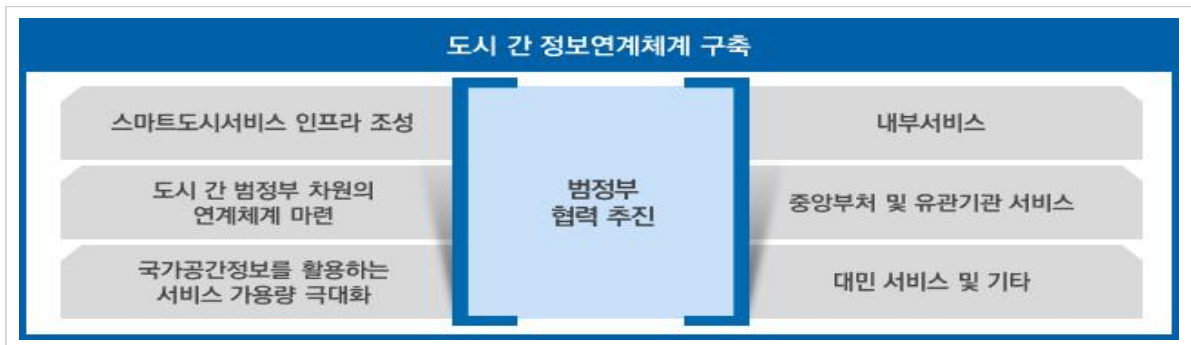 도시 간 정보연계체계 구축
스마트도시서비스 인프라 조성
도시 간 범정부 차원의
연계체계 마련
국가공간정보를 활용하는
서비스 가용량 극대화
범정부
협력 추진
내부서비스
중앙부처 및 유관기관 서비스
대민 서비스 및 기타